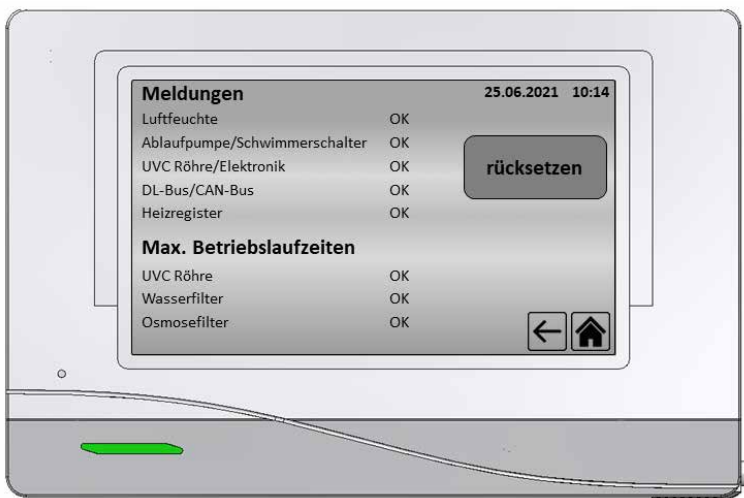 Meldungen 25.06.2021 10:14
Luftfeuchte OK
Ablaufpumpe/Schwimmerschalter OK
UVC Röhre/Elektronik OK
rücksetzen
DL-Bus/CAN-Bus OK
Heizregister OK
Max. Betriebslaufzeiten
UVC Röhre OK
Wasserfilter OK
Osmosefilter OK